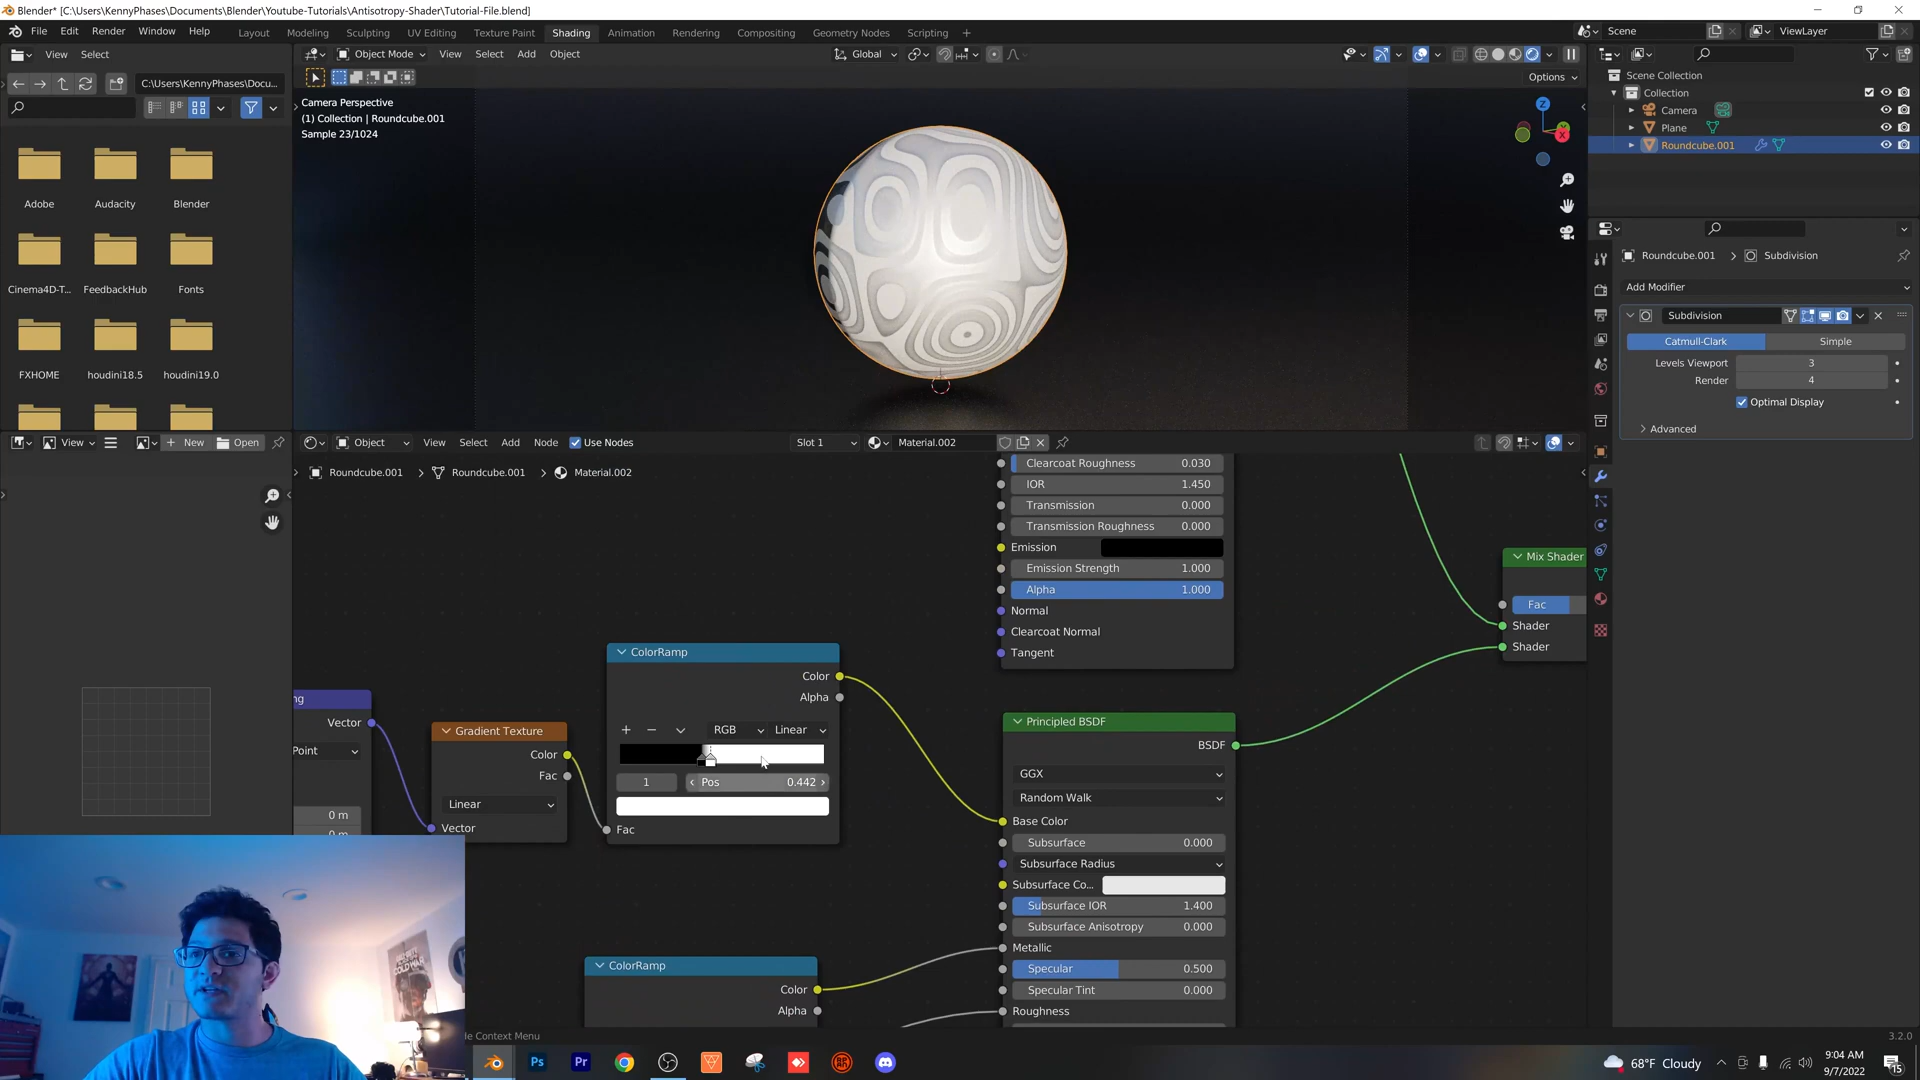 Blender* [C:\Users\KennyPhases\Documents\Blender\Youtube-Tutorials\Antisotropy-Shader\Tutorial-File.blend]
File Edit Render Window Help
Layout Modeling Sculpting UV Editing Texture Paint Shading Animation Rendering Compositing Geometry Nodes Scripting +
Scene
ViewLayer
View Select
Object Mode View Select Add Object
Global
C:\Users\KennyPhases\Docu...
Options
Camera Perspective
(1) Collection | Roundcube.001
Sample 23/1024
Z
X
Scene Collection
Collection
Camera
Plane
Roundcube.001
Adobe Audacity Blender
Cinema4D-T... FeedbackHub Fonts
FXHOME houdini18.5 houdini19.0
Roundcube.001 > Subdivision
Add Modifier
Subdivision
Catmull-Clark Simple
Levels Viewport 3
Render 4
Optimal Display
Advanced
View
New
Open
Object View Select Add Node Use Nodes
Slot 1
Material.002
Roundcube.001 > Roundcube.001 > Material.002
Clearcoat Roughness 0.030
IOR 1.450
Transmission 0.000
Transmission Roughness 0.000
Emission
Emission Strength 1.000
Alpha 1.000
Normal
Clearcoat Normal
Tangent
Mix Shader
Fac
Shader
Shader
ng
Vector
Point
0 m
0 m
Gradient Texture
Color
Fac
Linear
Vector
ColorRamp
Color
Alpha
RGB Linear
1 Pos 0.442
Fac
Principled BSDF
BSDF
GGX
Random Walk
Base Color
Subsurface 0.000
Subsurface Radius
Subsurface Co...
Subsurface IOR 1.400
Subsurface Anisotropy 0.000
Metallic
Specular 0.500
Specular Tint 0.000
Roughness
ColorRamp
Color
Alpha
COLD WAR
de Context Menu
3.2.0
Ps
Pr
68°F Cloudy
9:04 AM
9/7/2022
15